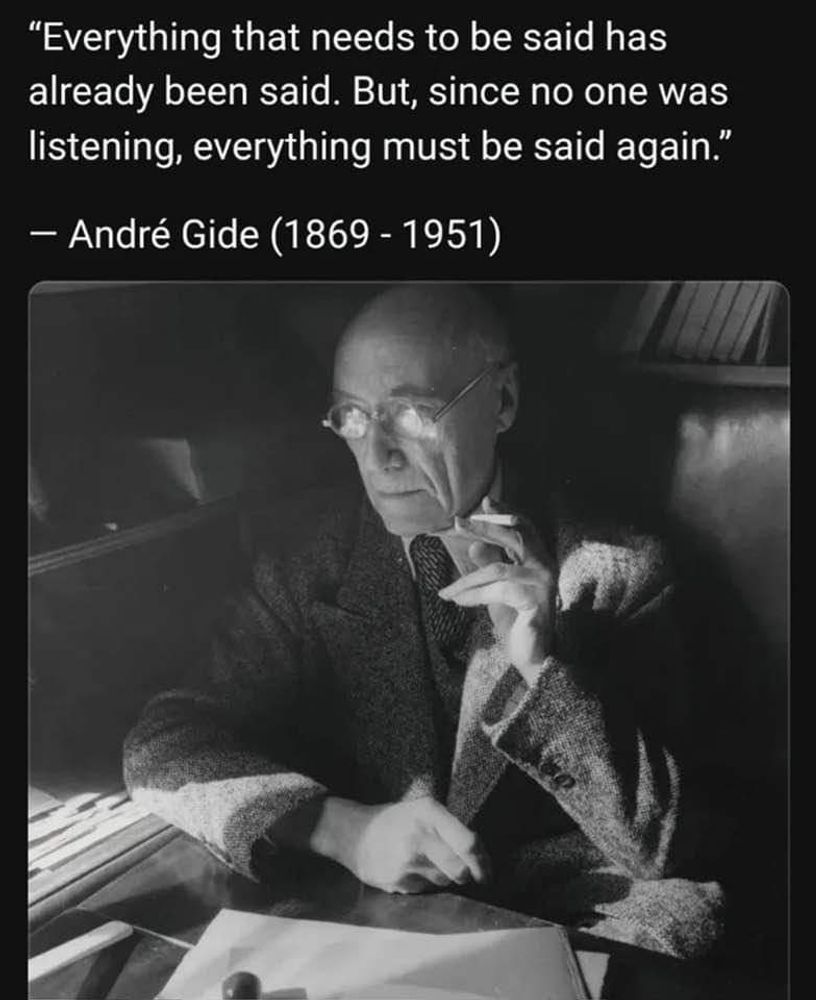 “Everything that needs to be said has
already been said. But, since no one was
listening, everything must be said again.”
— André Gide (1869 - 1951)